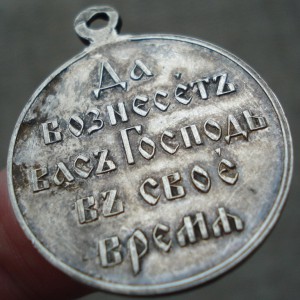 Да
вознесётъ
васъ Господь
въ своё
время